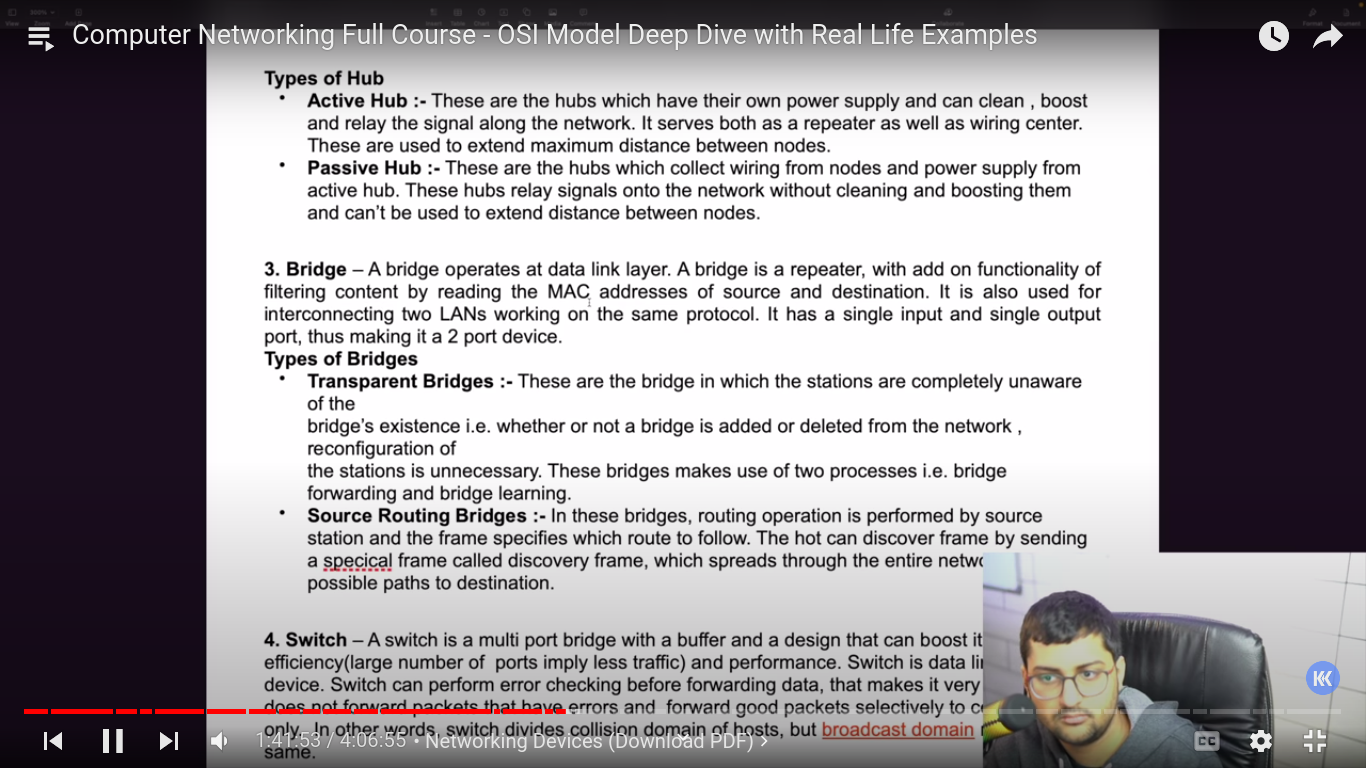 Computer Networking Full Course - OSI Model Deep Dive with Real Life Examples
Types of Hub
• Active Hub :- These are the hubs which have their own power supply and can clean , boost
and relay the signal along the network. It serves both as a repeater as well as wiring center.
These are used to extend maximum distance between nodes.
• Passive Hub :- These are the hubs which collect wiring from nodes and power supply from
active hub. These hubs relay signals onto the network without cleaning and boosting them
and can’t be used to extend distance between nodes.
3. Bridge – A bridge operates at data link layer. A bridge is a repeater, with add on functionality of
filtering content by reading the MAC addresses of source and destination. It is also used for
interconnecting two LANs working on the same protocol. It has a single input and single output
port, thus making it a 2 port device.
Types of Bridges
• Transparent Bridges :- These are the bridge in which the stations are completely unaware
of the
bridge’s existence i.e. whether or not a bridge is added or deleted from the network ,
reconfiguration of
the stations is unnecessary. These bridges makes use of two processes i.e. bridge
forwarding and bridge learning.
• Source Routing Bridges :- In these bridges, routing operation is performed by source
station and the frame specifies which route to follow. The hot can discover frame by sending
a specical frame called discovery frame, which spreads through the entire netwo
possible paths to destination.
4. Switch – A switch is a multi port bridge with a buffer and a design that can boost it
efficiency(large number of ports imply less traffic) and performance. Switch is data li
device. Switch can perform error checking before forwarding data, that makes it very
does not forward packets that have errors and forward good packets selectively to c
only. In other words, switch divides collision domain of hosts, but broadcast domain
same.
1:41:53 / 4:06:55 • Networking Devices (Download PDF) >
CC